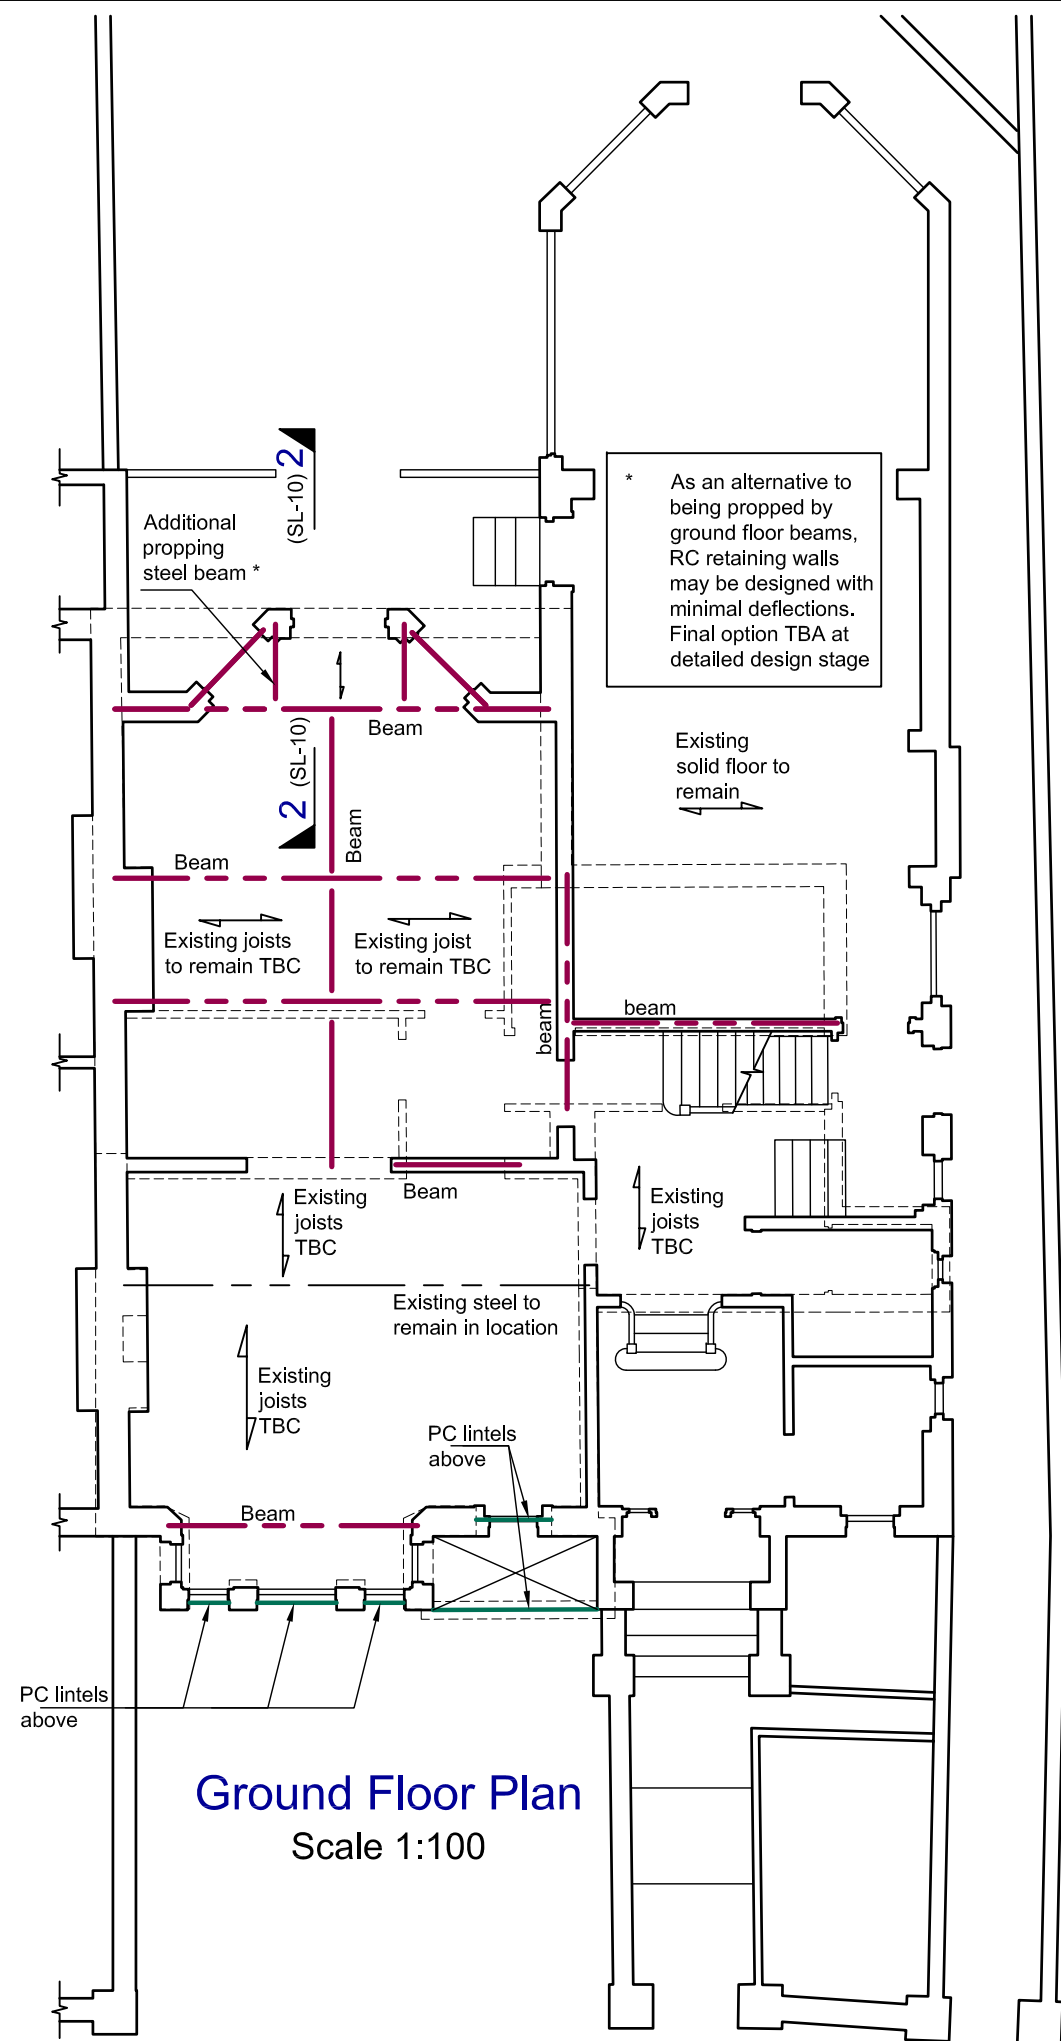 2
(SL-10)
Additional
propping
steel beam *
* As an alternative to
being propped by
ground floor beams,
RC retaining walls
may be designed with
minimal deflections.
Final option TBA at
detailed design stage
Beam
2 (SL-10)
Beam
Existing
solid floor to
remain
Beam
Existing joists
to remain TBC
Existing joist
to remain TBC
beam
beam
Beam
Existing
joists
TBC
Existing
joists
TBC
Existing steel to
remain in location
Existing
joists
TBC
PC lintels
above
Beam
PC lintels
above
Ground Floor Plan
Scale 1:100